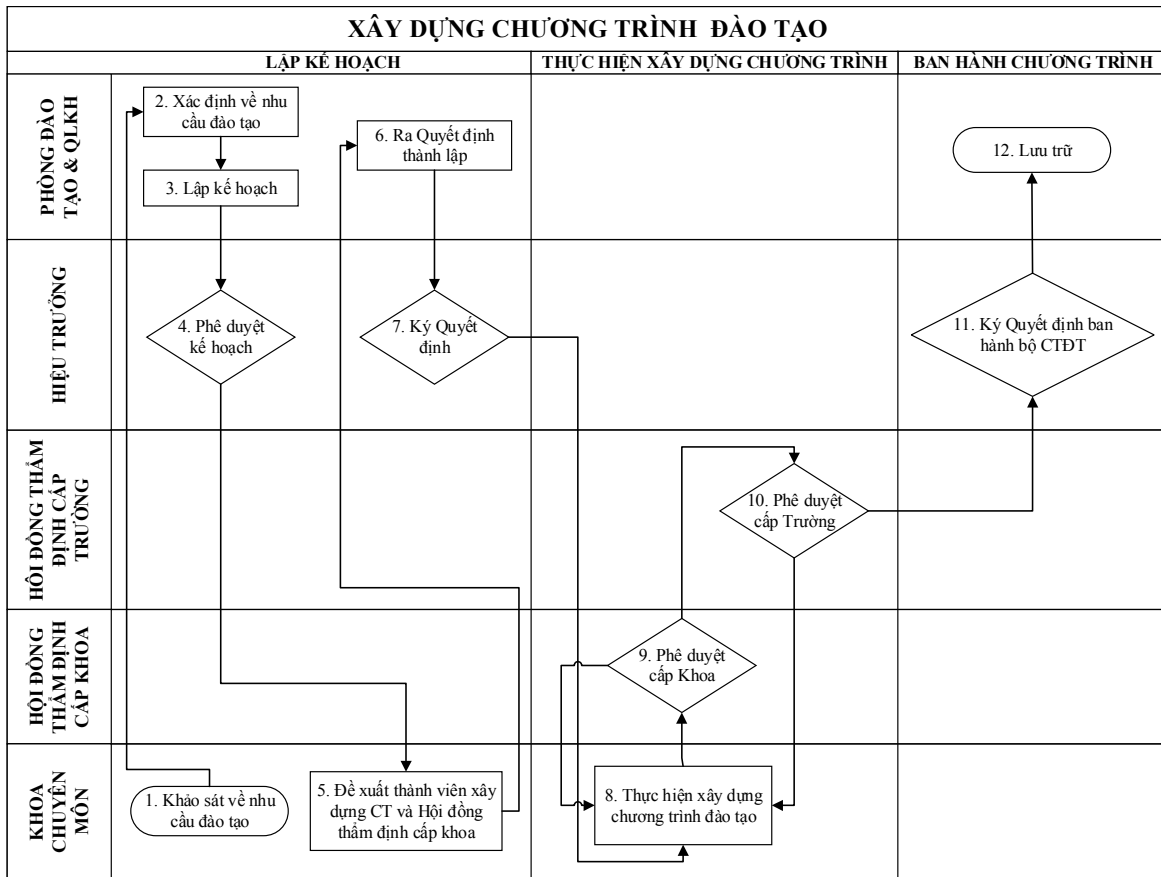 XÂY DỰNG CHƯƠNG TRÌNH ĐÀO TẠO
LẬP KẾ HOẠCH
THỰC HIỆN XÂY DỰNG CHƯƠNG TRÌNH
BAN HÀNH CHƯƠNG TRÌNH
PHÒNG ĐÀO
TẠO & QLKH
2. Xác định về nhu
cầu đào tạo
3. Lập kế hoạch
6. Ra Quyết định
thành lập
12. Lưu trữ
HIỆU TRƯỞNG
4. Phê duyệt
kế hoạch
7. Ký Quyết
định
11. Ký Quyết định ban
hành bộ CTĐT
HÔI ĐỒNG THẨM
ĐỊNH CẤP
TRƯỜNG
10. Phê duyệt
cấp Trường
HỘI ĐỒNG
THẨM ĐỊNH
CẤP KHOA
9. Phê duyệt
cấp Khoa
KHOA
CHUYÊN
MÔN
1. Khảo sát về nhu
cầu đào tạo
5. Đề xuất thành viên xây
dựng CT và Hội đồng
thẩm định cấp khoa
8. Thực hiện xây dựng
chương trình đào tạo